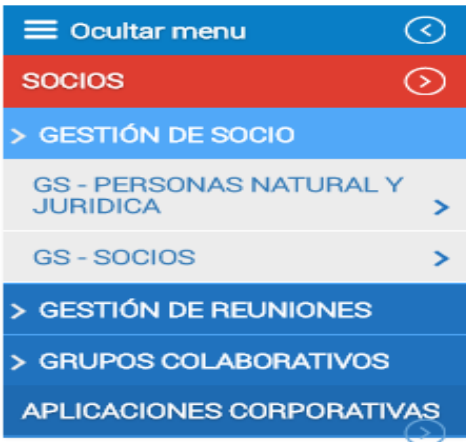 Ocultar menu
SOCIOS
> GESTIÓN DE SOCIO
GS - PERSONAS NATURAL Y
JURIDICA >
GS - SOCIOS >
> GESTIÓN DE REUNIONES
> GRUPOS COLABORATIVOS
APLICACIONES CORPORATIVAS